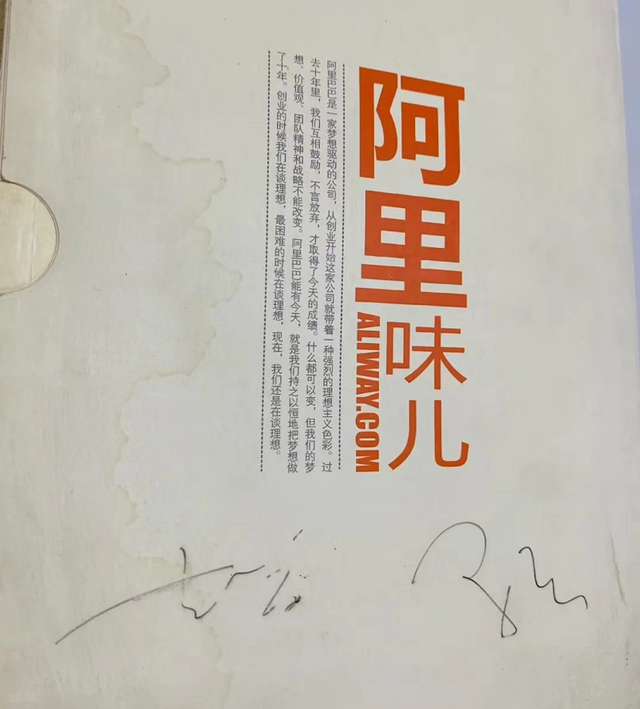 阿里味儿
ALIWAY.COM
阿里巴巴是一家梦想驱动的公司，从创业开始这家公司就带着一种强烈的理想主义色彩。过
去十年里，我们互相鼓励，不言放弃，才取得了今天的成绩。什么都可以变，但我们的梦
想、价值观、团队精神和战略不能改变。阿里巴巴能有今天，就是我们持之以恒地把梦想做
了十年。创业的时候我们在谈理想，最困难的时候在谈理想，现在，我们还是在谈理想。